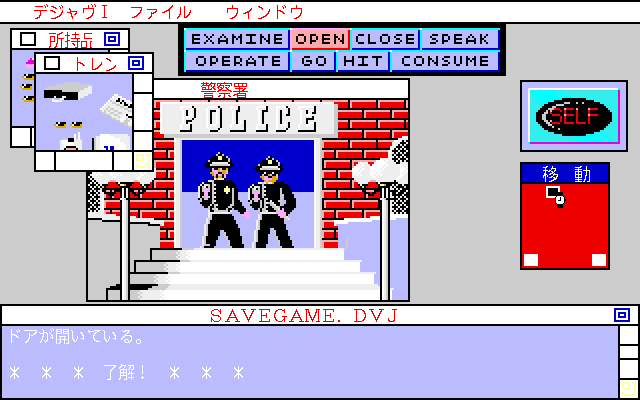 デジャヴⅠ ファイル ウィンドウ
所持品
トレン
EXAMINE OPEN CLOSE SPEAK
OPERATE GO HIT CONSUME
警察署
POLICE
SELF
移動
SAVEGAME. DVJ
ドアが開いている。
* * * 了解! * * *